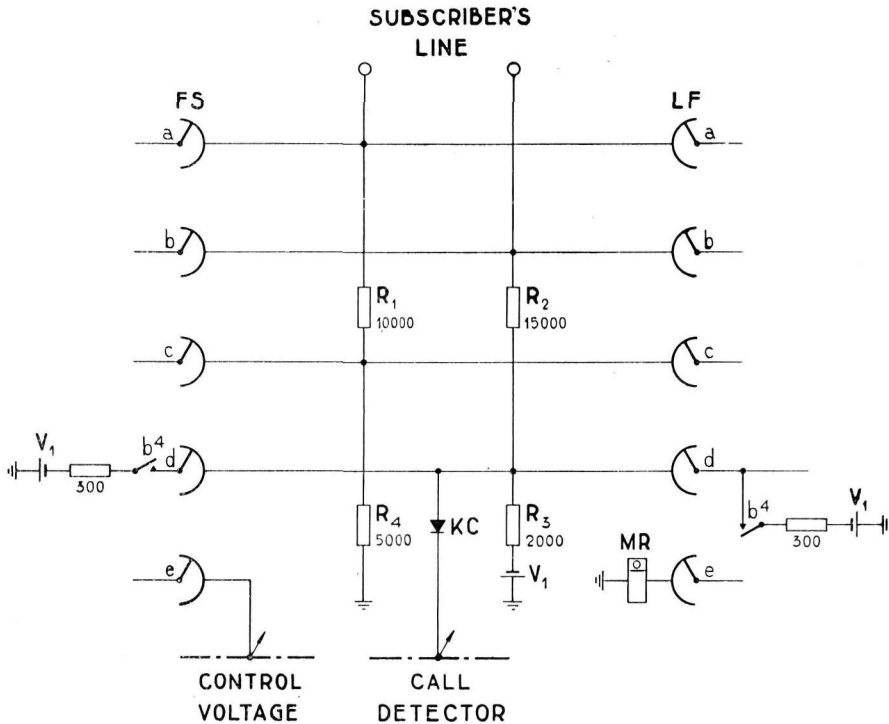 SUBSCRIBER'S
LINE
FS
LF
a
a
b
b
R1
10000
R2
15000
c
c
V1
300
b4
d
d
R4
5000
KC
R3
2000
V1
b4
300
V1
MR
e
e
CONTROL
VOLTAGE
CALL
DETECTOR